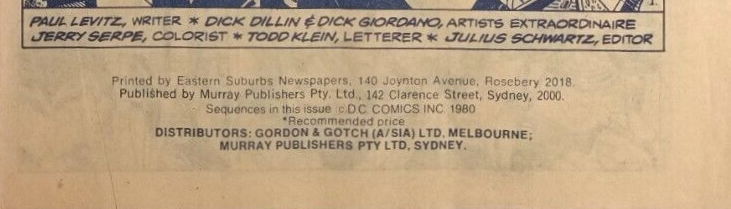 PAUL LEVITZ, WRITER * DICK DILLIN & DICK GIORDANO, ARTISTS EXTRAORDINAIRE
JERRY SERPE, COLORIST * TODD KLEIN, LETTERER * JULIUS SCHWARTZ, EDITOR
Printed by Eastern Suburbs Newspapers, 140 Joynton Avenue, Rosebery 2018.
Published by Murray Publishers Pty. Ltd., 142 Clarence Street, Sydney, 2000.
Sequences in this issue © D.C. COMICS INC. 1980
*Recommended price
DISTRIBUTORS: GORDON & GOTCH (A/SIA) LTD. MELBOURNE;
MURRAY PUBLISHERS PTY LTD, SYDNEY.